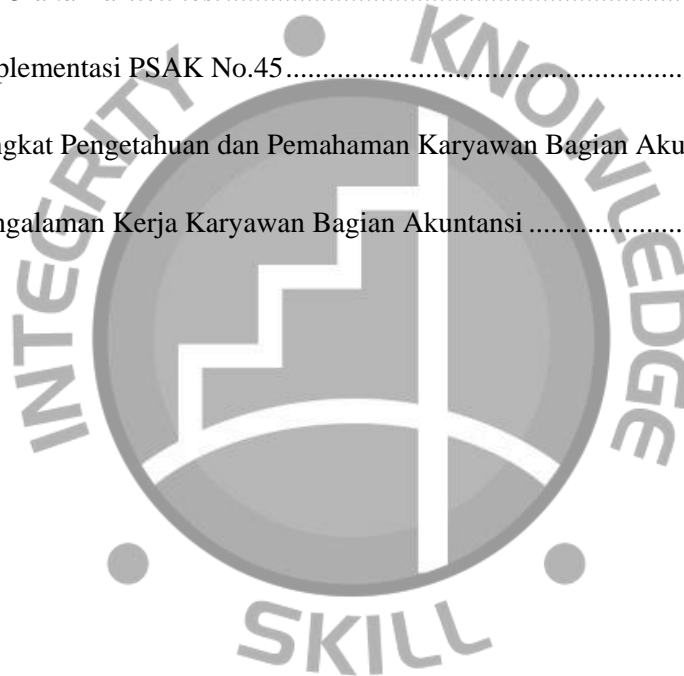 plementasi PSAK No.45
ngkat Pengetahuan dan Pemahaman Karyawan Bagian Aku
ngalaman Kerja Karyawan Bagian Akuntansi
INTEGRITY
KNOWLEDGE
SKILL